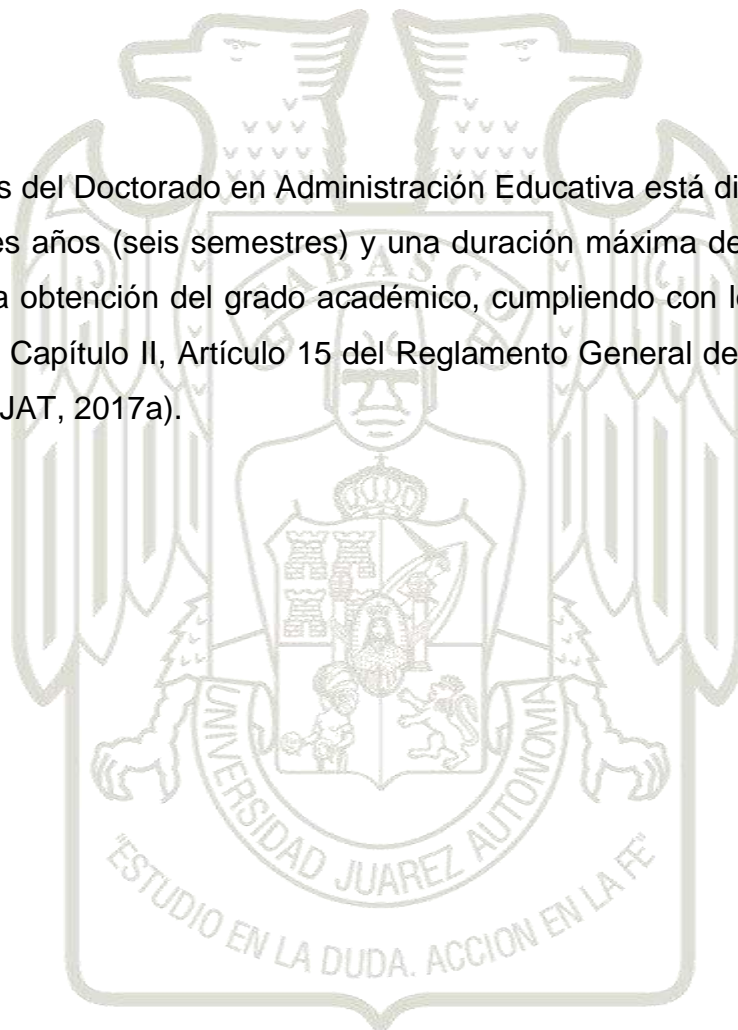 s del Doctorado en Administración Educativa está di
es años (seis semestres) y una duración máxima de
a obtención del grado académico, cumpliendo con l
Capítulo II, Artículo 15 del Reglamento General de
JAT, 2017a).
TABASCO
UNIVERSIDAD JUAREZ AUTONOMA
"ESTUDIO EN LA DUDA. ACCION EN LA FE"